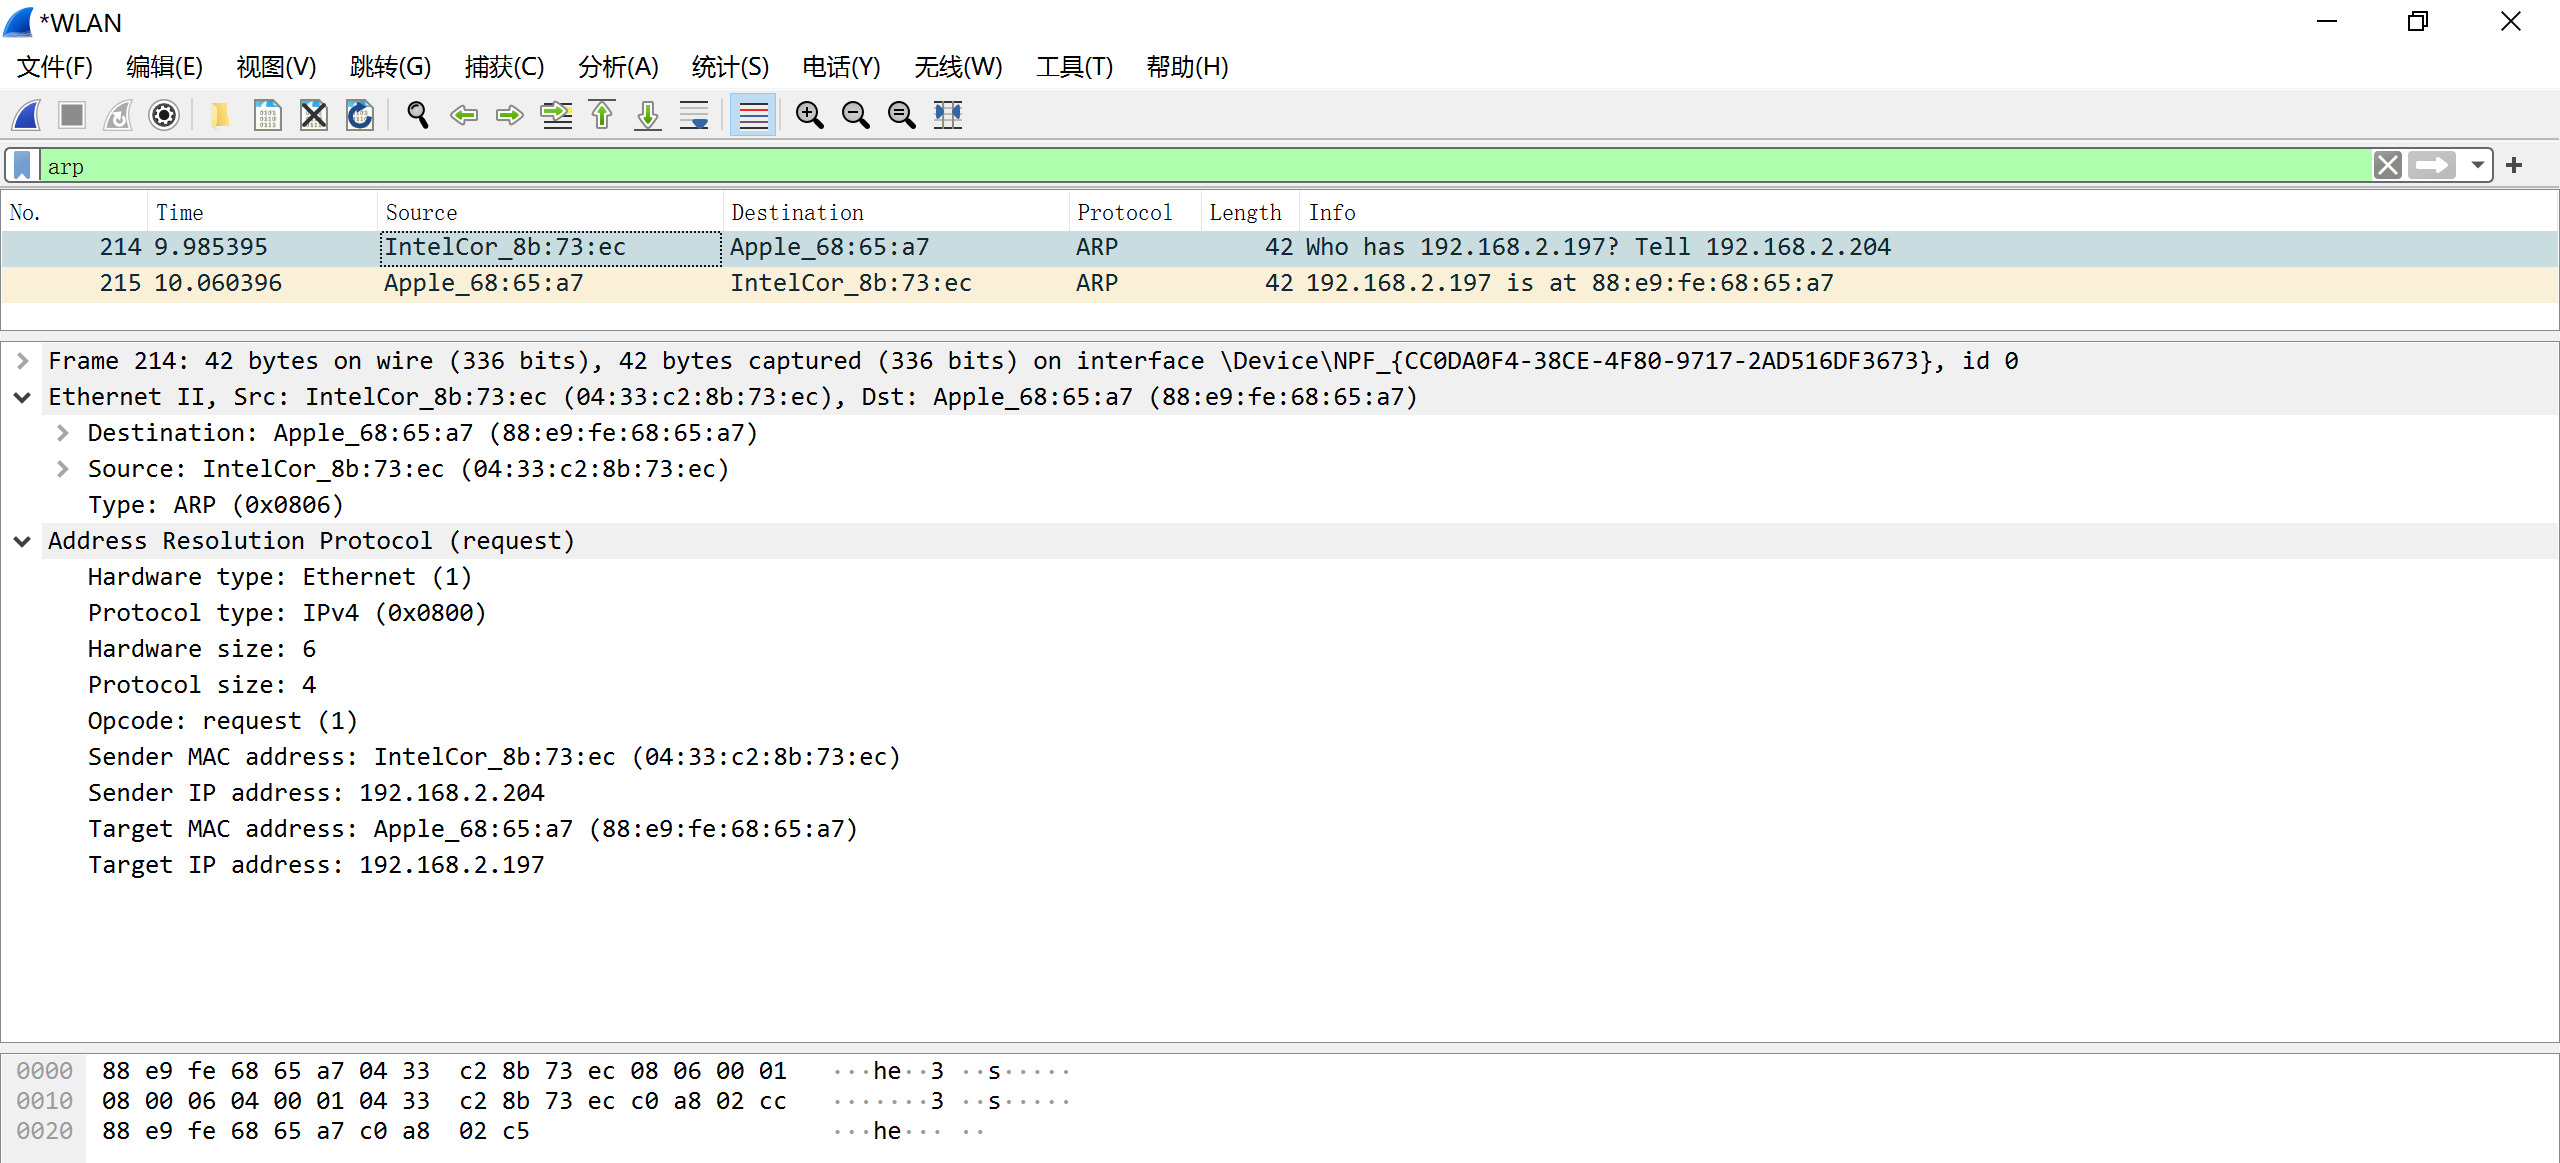 *WLAN
文件(F) 编辑(E) 视图(V) 跳转(G) 捕获(C) 分析(A) 统计(S) 电话(Y) 无线(W) 工具(T) 帮助(H)
arp
No. Time Source Destination Protocol Length Info
214 9.985395 IntelCor_8b:73:ec Apple_68:65:a7 ARP 42 Who has 192.168.2.197? Tell 192.168.2.204
215 10.060396 Apple_68:65:a7 IntelCor_8b:73:ec ARP 42 192.168.2.197 is at 88:e9:fe:68:65:a7
Frame 214: 42 bytes on wire (336 bits), 42 bytes captured (336 bits) on interface \Device\NPF_{CC0DA0F4-38CE-4F80-9717-2AD516DF3673}, id 0
Ethernet II, Src: IntelCor_8b:73:ec (04:33:c2:8b:73:ec), Dst: Apple_68:65:a7 (88:e9:fe:68:65:a7)
Destination: Apple_68:65:a7 (88:e9:fe:68:65:a7)
Source: IntelCor_8b:73:ec (04:33:c2:8b:73:ec)
Type: ARP (0x0806)
Address Resolution Protocol (request)
Hardware type: Ethernet (1)
Protocol type: IPv4 (0x0800)
Hardware size: 6
Protocol size: 4
Opcode: request (1)
Sender MAC address: IntelCor_8b:73:ec (04:33:c2:8b:73:ec)
Sender IP address: 192.168.2.204
Target MAC address: Apple_68:65:a7 (88:e9:fe:68:65:a7)
Target IP address: 192.168.2.197
0000 88 e9 fe 68 65 a7 04 33 c2 8b 73 ec 08 06 00 01 ···he··3 ··s·····
0010 08 00 06 04 00 01 04 33 c2 8b 73 ec c0 a8 02 cc ·······3 ··s·····
0020 88 e9 fe 68 65 a7 c0 a8 02 c5 ···he··· ··